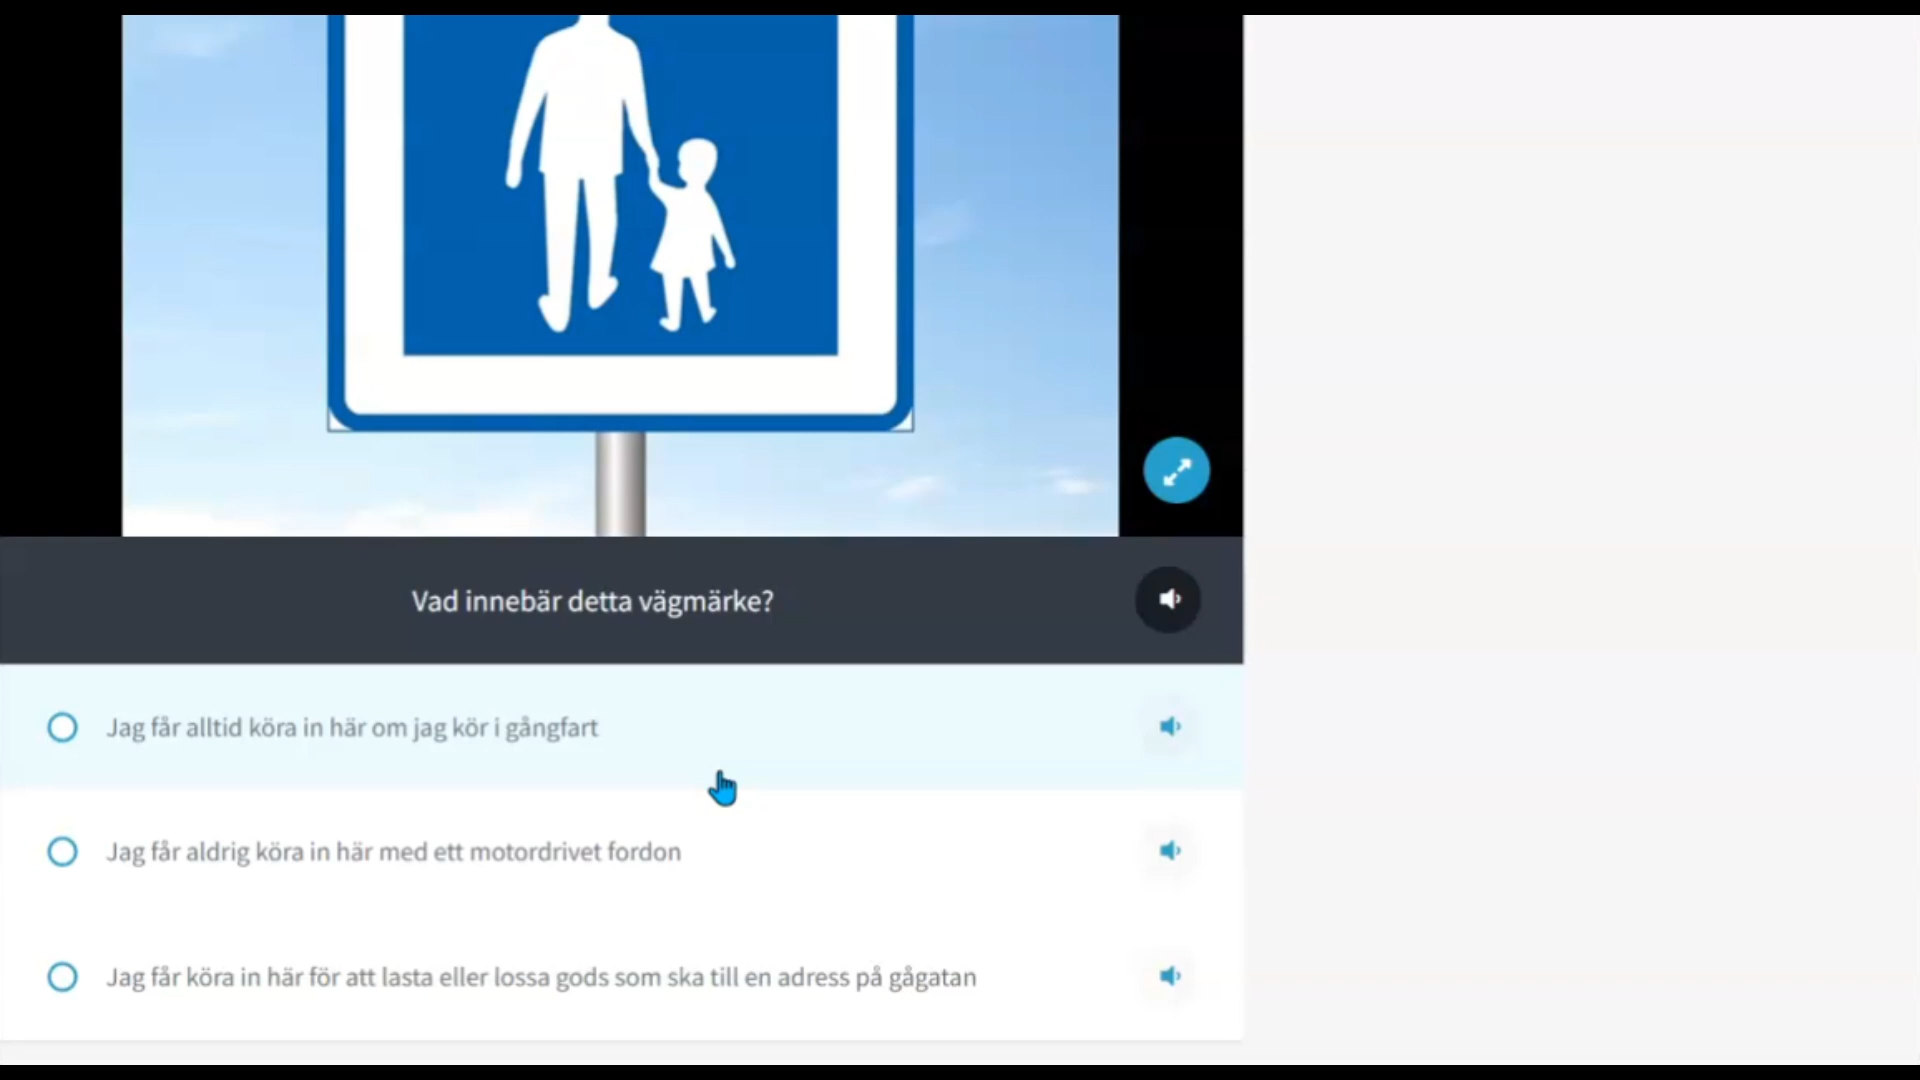 Vad innebär detta vägmärke?
Jag får alltid köra in här om jag kör i gångfart
Jag får aldrig köra in här med ett motordrivet fordon
Jag får köra in här för att lasta eller lossa gods som ska till en adress på gågatan